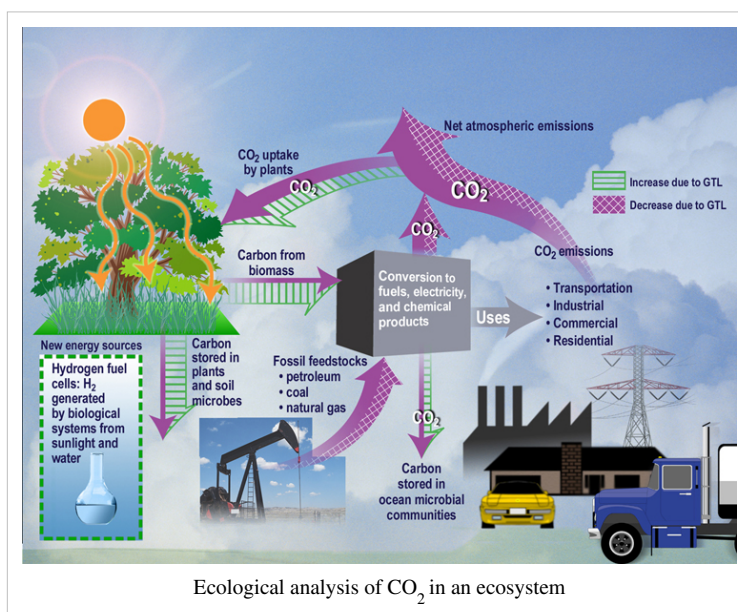 Net atmospheric emissions
CO2 uptake
by plants
CO2
CO2
Increase due to GTL
Decrease due to GTL
CO2
CO2 emissions
• Transportation
• Industrial
• Commercial
• Residential
Carbon from
biomass
Conversion to
fuels, electricity,
and chemical
products
Uses
New energy sources
Hydrogen fuel
cells: H2
generated
by biological
systems from
sunlight and
water
Carbon
stored in
plants
and soil
microbes
Fossil feedstocks
• petroleum
• coal
• natural gas
CO2
Carbon
stored in
ocean microbial
communities
Ecological analysis of CO2 in an ecosystem